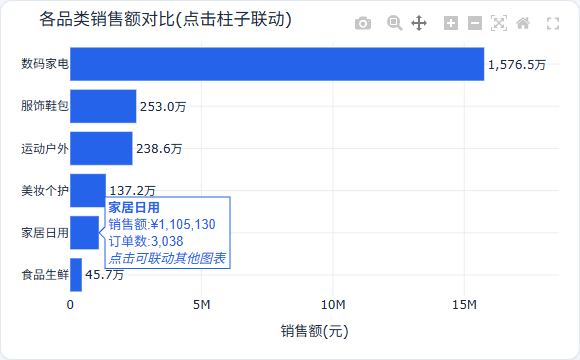 各品类销售额对比(点击柱子联动)
数码家电
1,576.5万
服饰鞋包
253.0万
运动户外
238.6万
美妆个护
137.2万
家居日用
家居日用
销售额:¥1,105,130
订单数:3,038
点击可联动其他图表
食品生鲜
45.7万
0 5M 10M 15M
销售额(元)